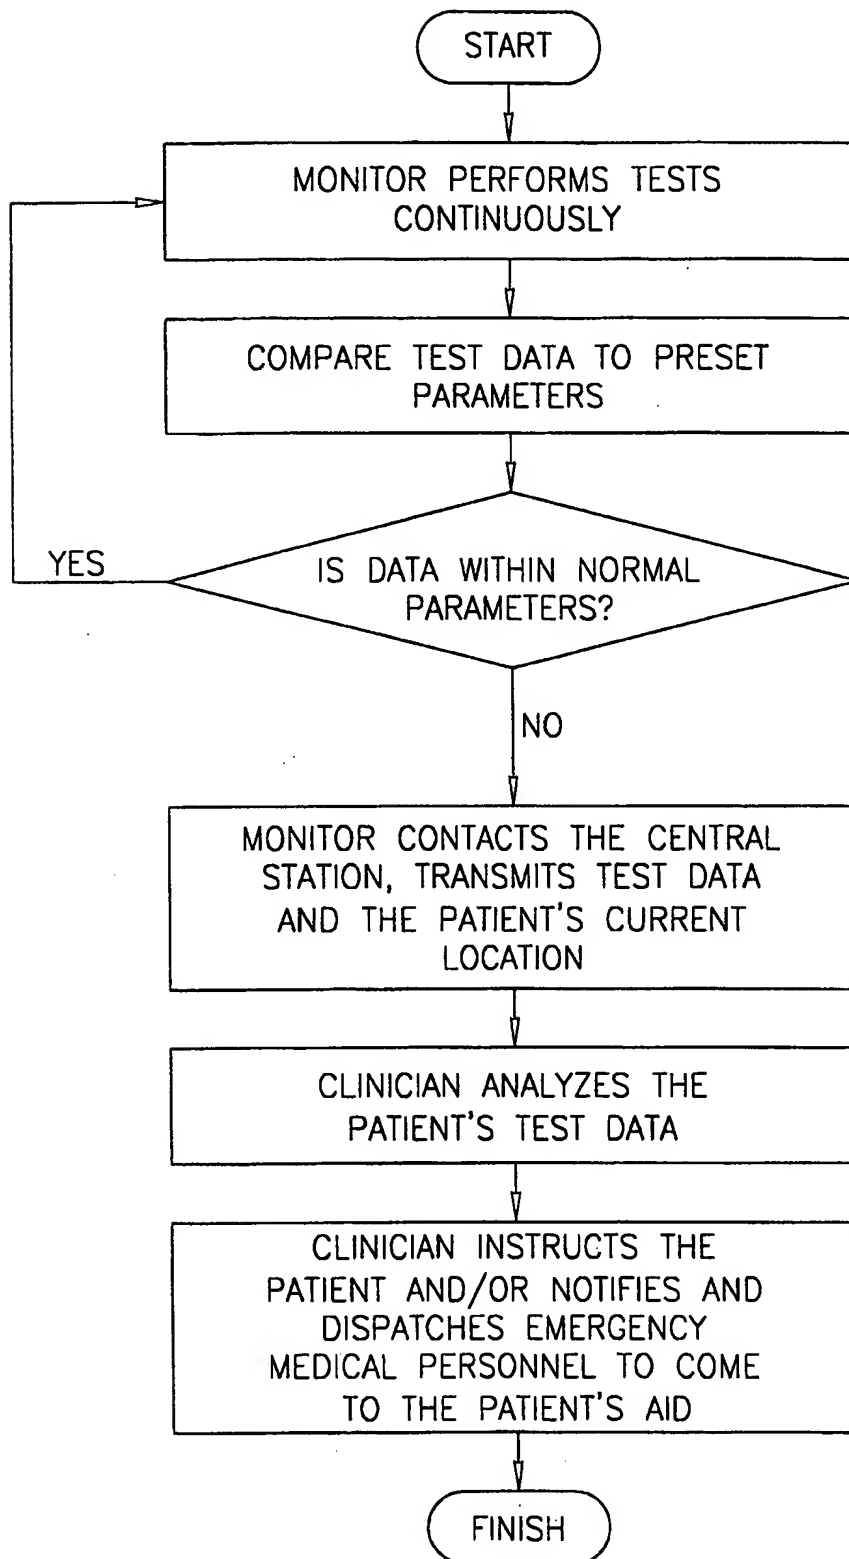 START
MONITOR PERFORMS TESTS
CONTINUOUSLY
COMPARE TEST DATA TO PRESET
PARAMETERS
IS DATA WITHIN NORMAL
PARAMETERS?
YES
NO
MONITOR CONTACTS THE CENTRAL
STATION, TRANSMITS TEST DATA
AND THE PATIENT'S CURRENT
LOCATION
CLINICIAN ANALYZES THE
PATIENT'S TEST DATA
CLINICIAN INSTRUCTS THE
PATIENT AND/OR NOTIFIES AND
DISPATCHES EMERGENCY
MEDICAL PERSONNEL TO COME
TO THE PATIENT'S AID
FINISH